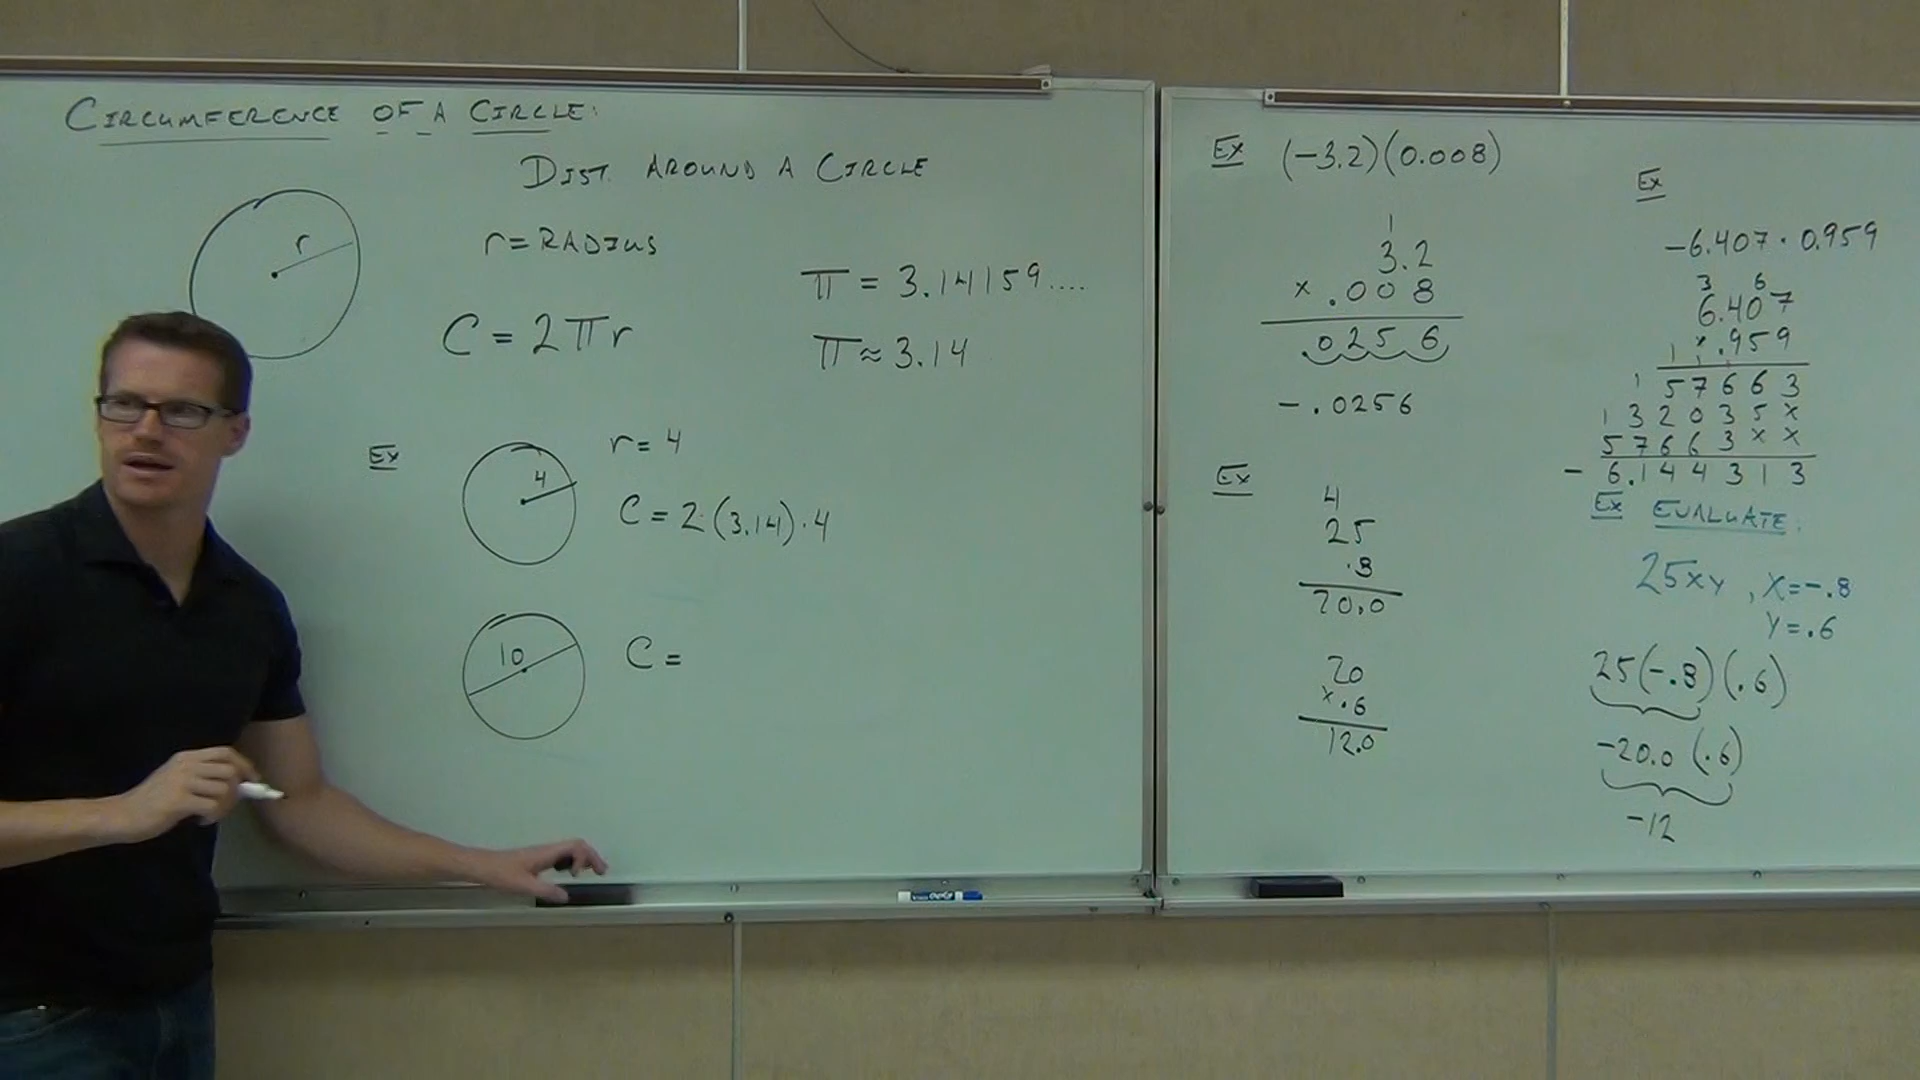 CIRCUMFERENCE OF A CIRCLE:
DIST. AROUND A CIRCLE
r
r = RADIUS
C = 2πr
π = 3.14159....
π ≈ 3.14
Ex
4
r = 4
C = 2·(3.14)·4
10
C =
Ex (-3.2)(0.008)
1
3.2
× .008
.0256
-.0256
Ex
4
25
.8
20.0
20
× .6
12.0
Ex
-6.407 · 0.959
3 6
6.407
× .959
1 1
1 57663
132035×
57663××
- 6.144313
Ex EVALUATE:
25xy, x=-.8
y=.6
25(-.8)(.6)
-20.0 (.6)
-12